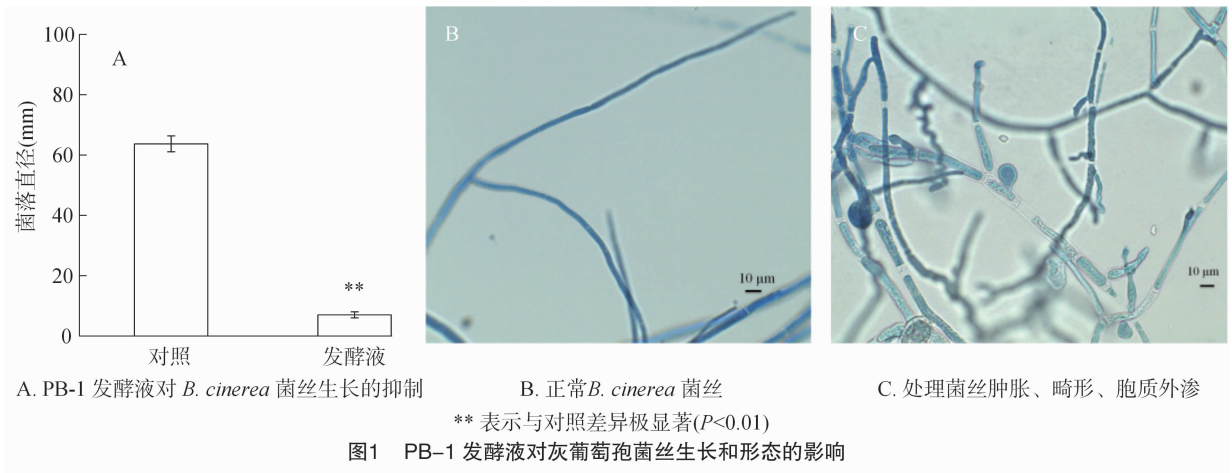 100
80
60
40
20
0
菌落直径(mm)
A
**
对照
发酵液
B
10 μm
C
10 μm
A. PB-1 发酵液对 B. cinerea 菌丝生长的抑制
B. 正常B. cinerea 菌丝
C. 处理菌丝肿胀、畸形、胞质外渗
** 表示与对照差异极显著(P<0.01)
图1 PB-1 发酵液对灰葡萄孢菌丝生长和形态的影响